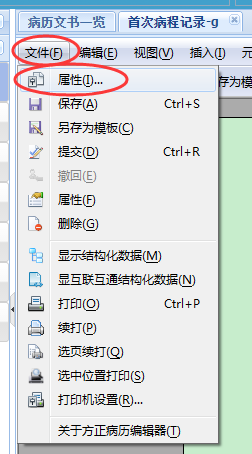 病历文书一览 首次病程记录-g
文件(F) 编辑(E) 视图(V) 插入(I) 元
属性(I)... 存为模
保存(A) Ctrl+S
另存为模板(C)
提交(D) Ctrl+R
撤回(E)
属性(F)
删除(G)
显示结构化数据(M)
显互联互通结构化数据(N)
打印(O) Ctrl+P
续打(P)
选页续打(Q)
选中位置打印(S)
打印机设置(R)...
关于方正病历编辑器(T)